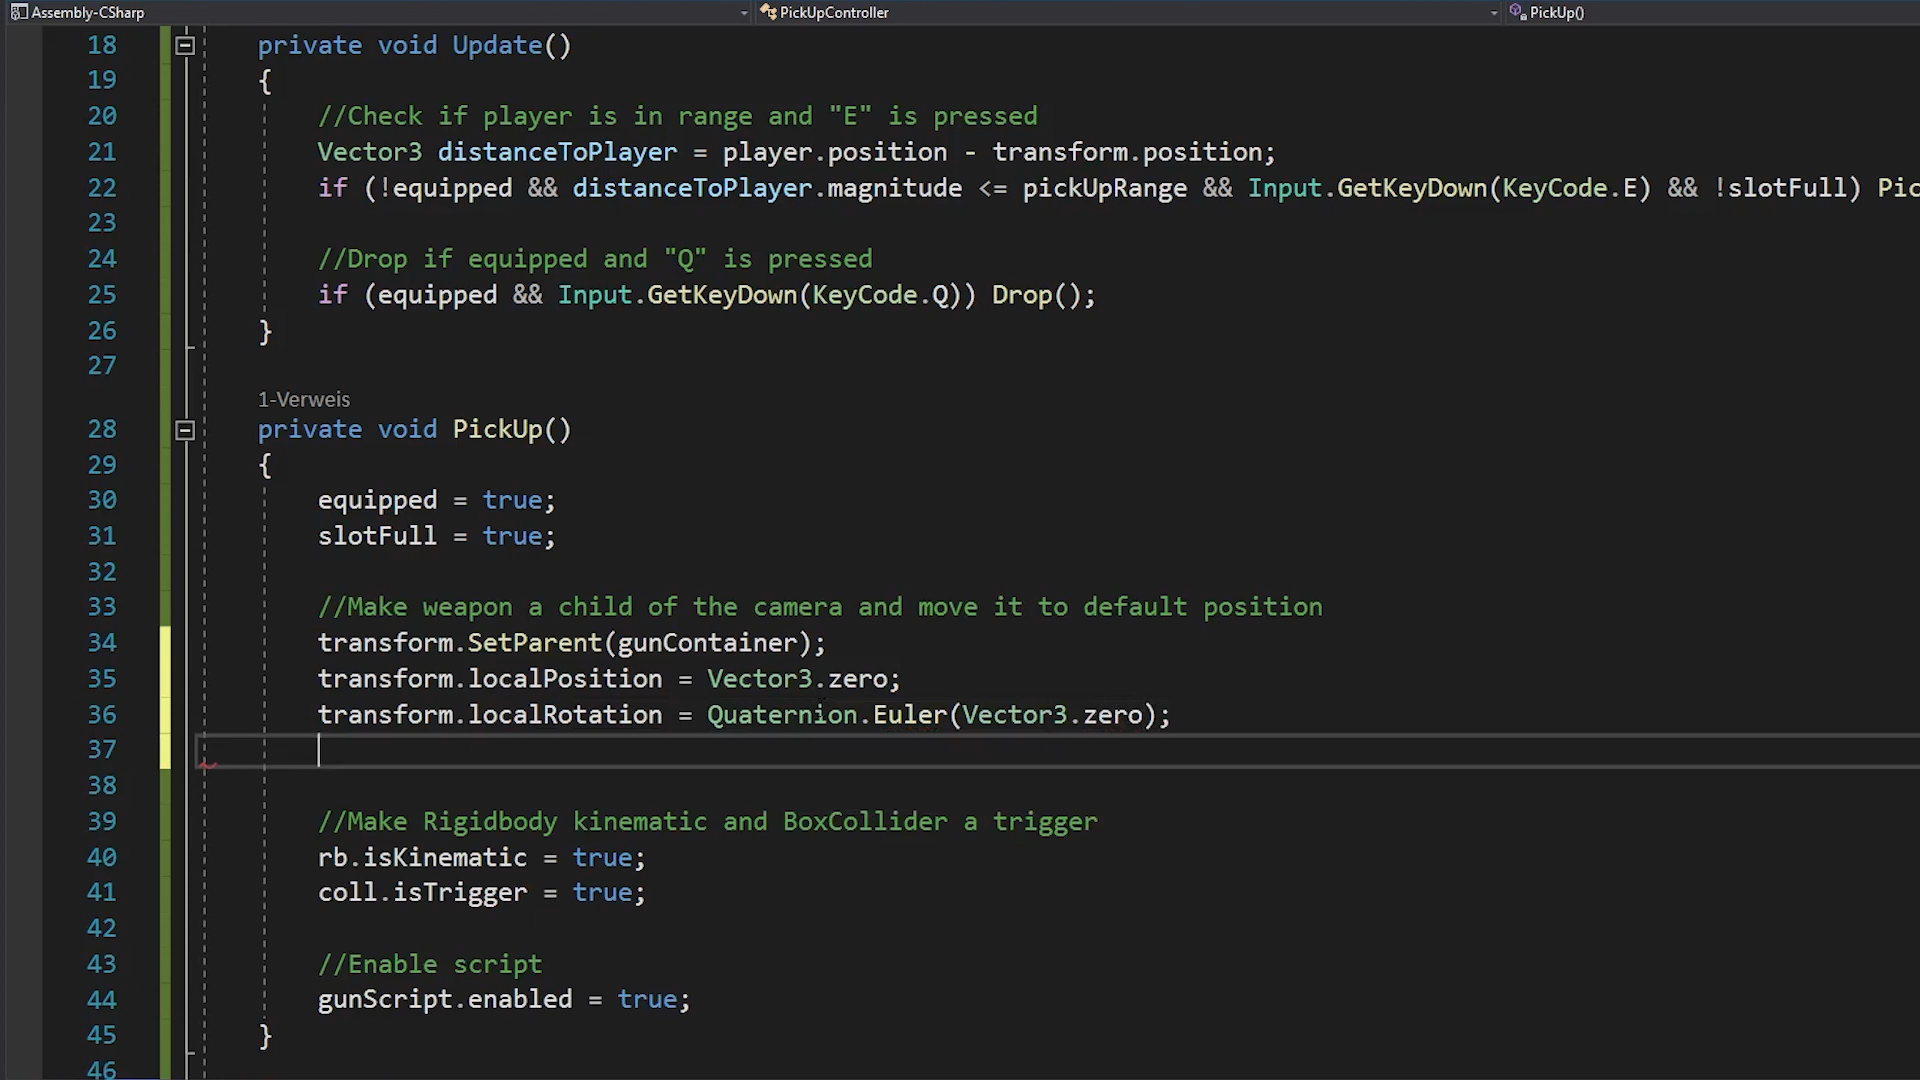 Assembly-CSharp PickUpController PickUp()
18 private void Update()
19 {
20 //Check if player is in range and "E" is pressed
21 Vector3 distanceToPlayer = player.position - transform.position;
22 if (!equipped && distanceToPlayer.magnitude <= pickUpRange && Input.GetKeyDown(KeyCode.E) && !slotFull) Pic
23
24 //Drop if equipped and "Q" is pressed
25 if (equipped && Input.GetKeyDown(KeyCode.Q)) Drop();
26 }
27
1-Verweis
28 private void PickUp()
29 {
30 equipped = true;
31 slotFull = true;
32
33 //Make weapon a child of the camera and move it to default position
34 transform.SetParent(gunContainer);
35 transform.localPosition = Vector3.zero;
36 transform.localRotation = Quaternion.Euler(Vector3.zero);
37
38
39 //Make Rigidbody kinematic and BoxCollider a trigger
40 rb.isKinematic = true;
41 coll.isTrigger = true;
42
43 //Enable script
44 gunScript.enabled = true;
45 }
46